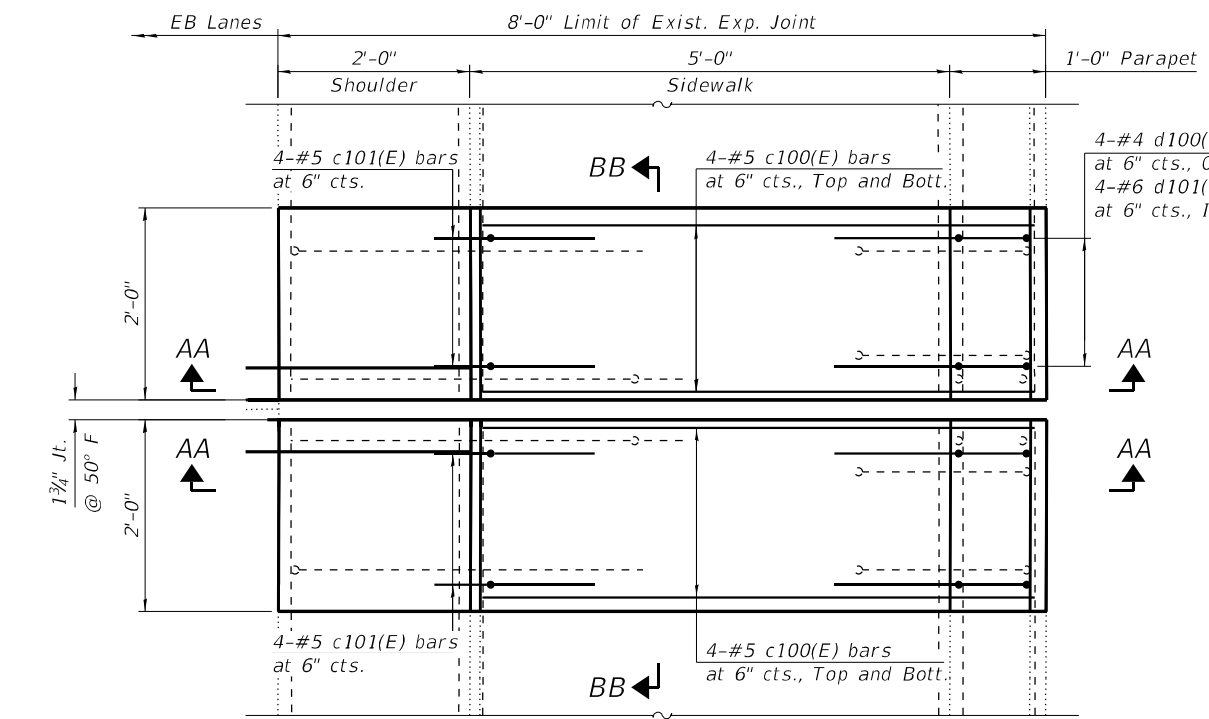 EB Lanes
8'-0" Limit of Exist. Exp. Joint
2'-0"
5'-0"
1'-0" Parapet
Shoulder
Sidewalk
4-#5 c101(E) bars
at 6" cts.
BB
4-#5 c100(E) bars
at 6" cts., Top and Bott.
4-#4 d100(
at 6" cts.,
4-#6 d101(
at 6" cts., I
2'-0"
AA
AA
1¾" Jt.
@ 50° F
AA
AA
2'-0"
4-#5 c101(E) bars
at 6" cts.
BB
4-#5 c100(E) bars
at 6" cts., Top and Bott.